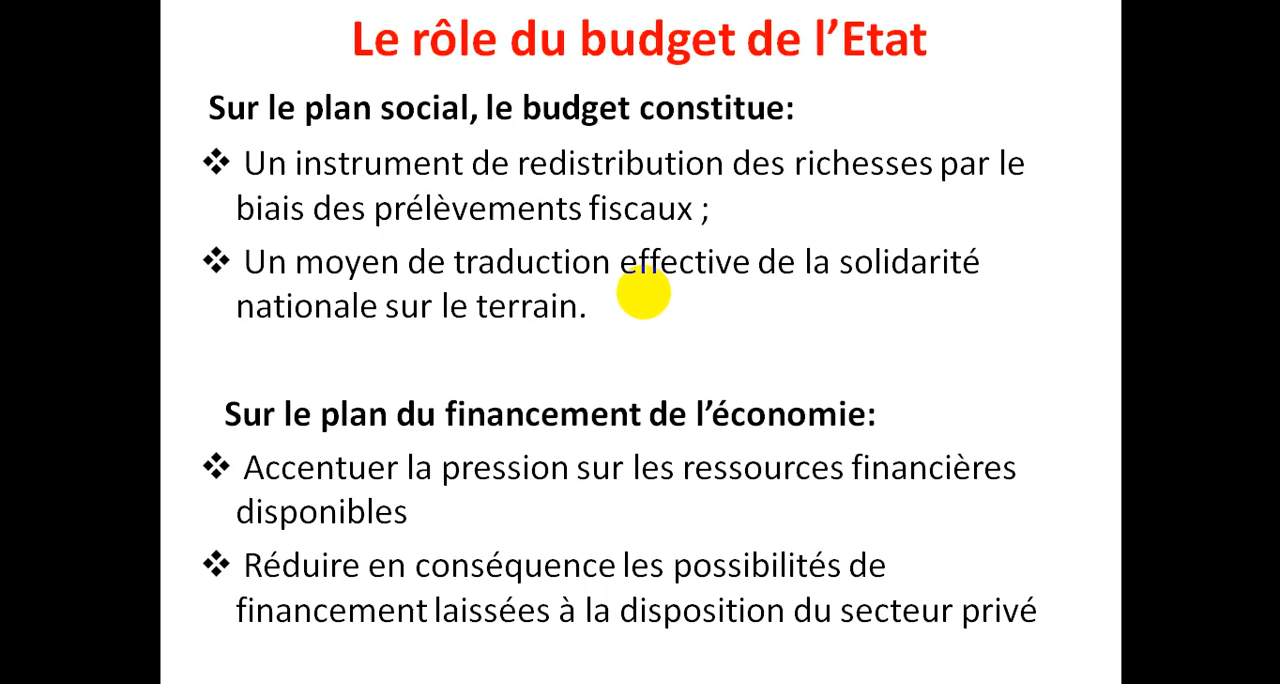 Le rôle du budget de l’Etat
Sur le plan social, le budget constitue:
❖ Un instrument de redistribution des richesses par le
biais des prélèvements fiscaux ;
❖ Un moyen de traduction effective de la solidarité
nationale sur le terrain.
Sur le plan du financement de l’économie:
❖ Accentuer la pression sur les ressources financières
disponibles
❖ Réduire en conséquence les possibilités de
financement laissées à la disposition du secteur privé